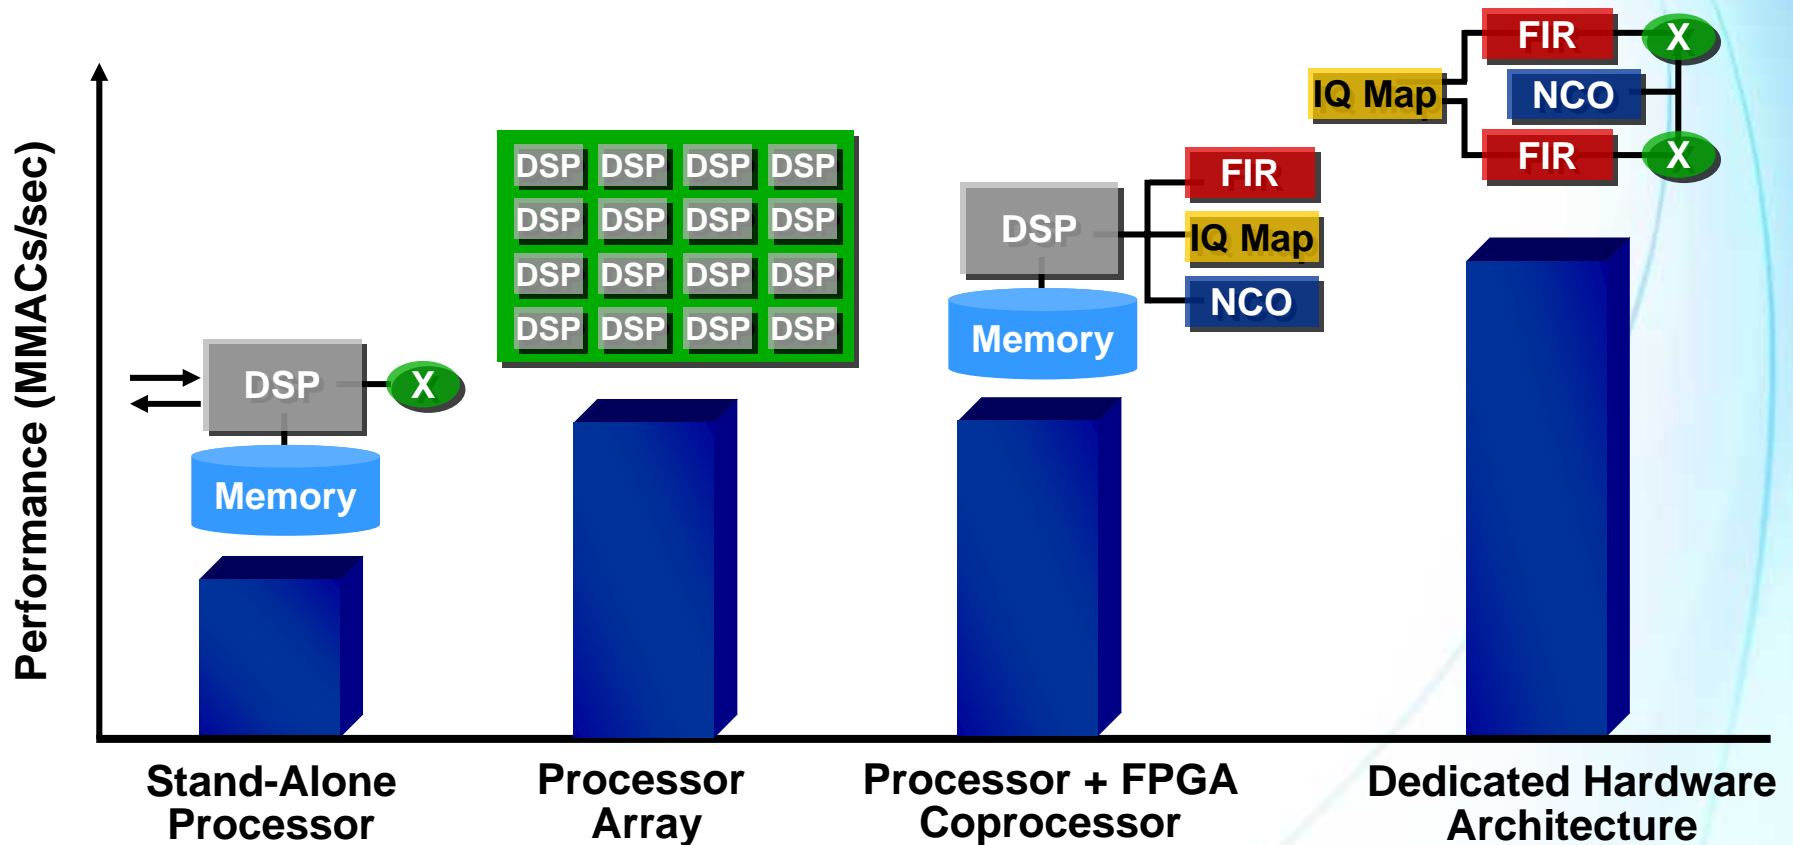 Performance (MMACs/sec)
DSP
X
Memory
DSP DSP DSP DSP
DSP DSP DSP DSP
DSP DSP DSP DSP
DSP DSP DSP DSP
DSP
FIR
IQ Map
NCO
Memory
IQ Map
FIR
X
NCO
FIR
X
Stand-Alone
Processor
Processor
Array
Processor + FPGA
Coprocessor
Dedicated Hardware
Architecture